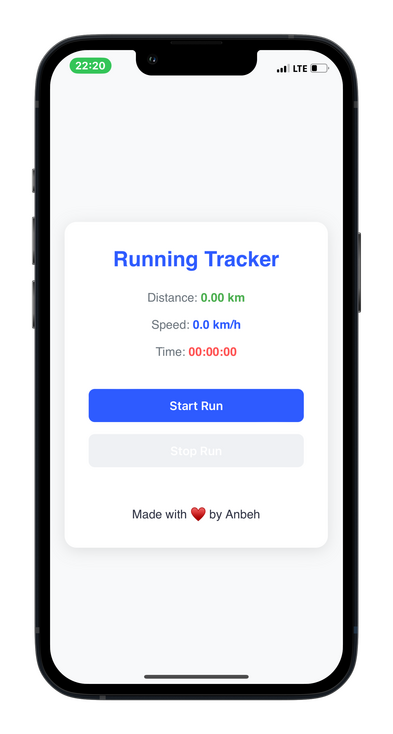 22:20
LTE
Running Tracker
Distance: 0.00 km
Speed: 0.0 km/h
Time: 00:00:00
Start Run
Stop Run
Made with ❤️ by Anbeh